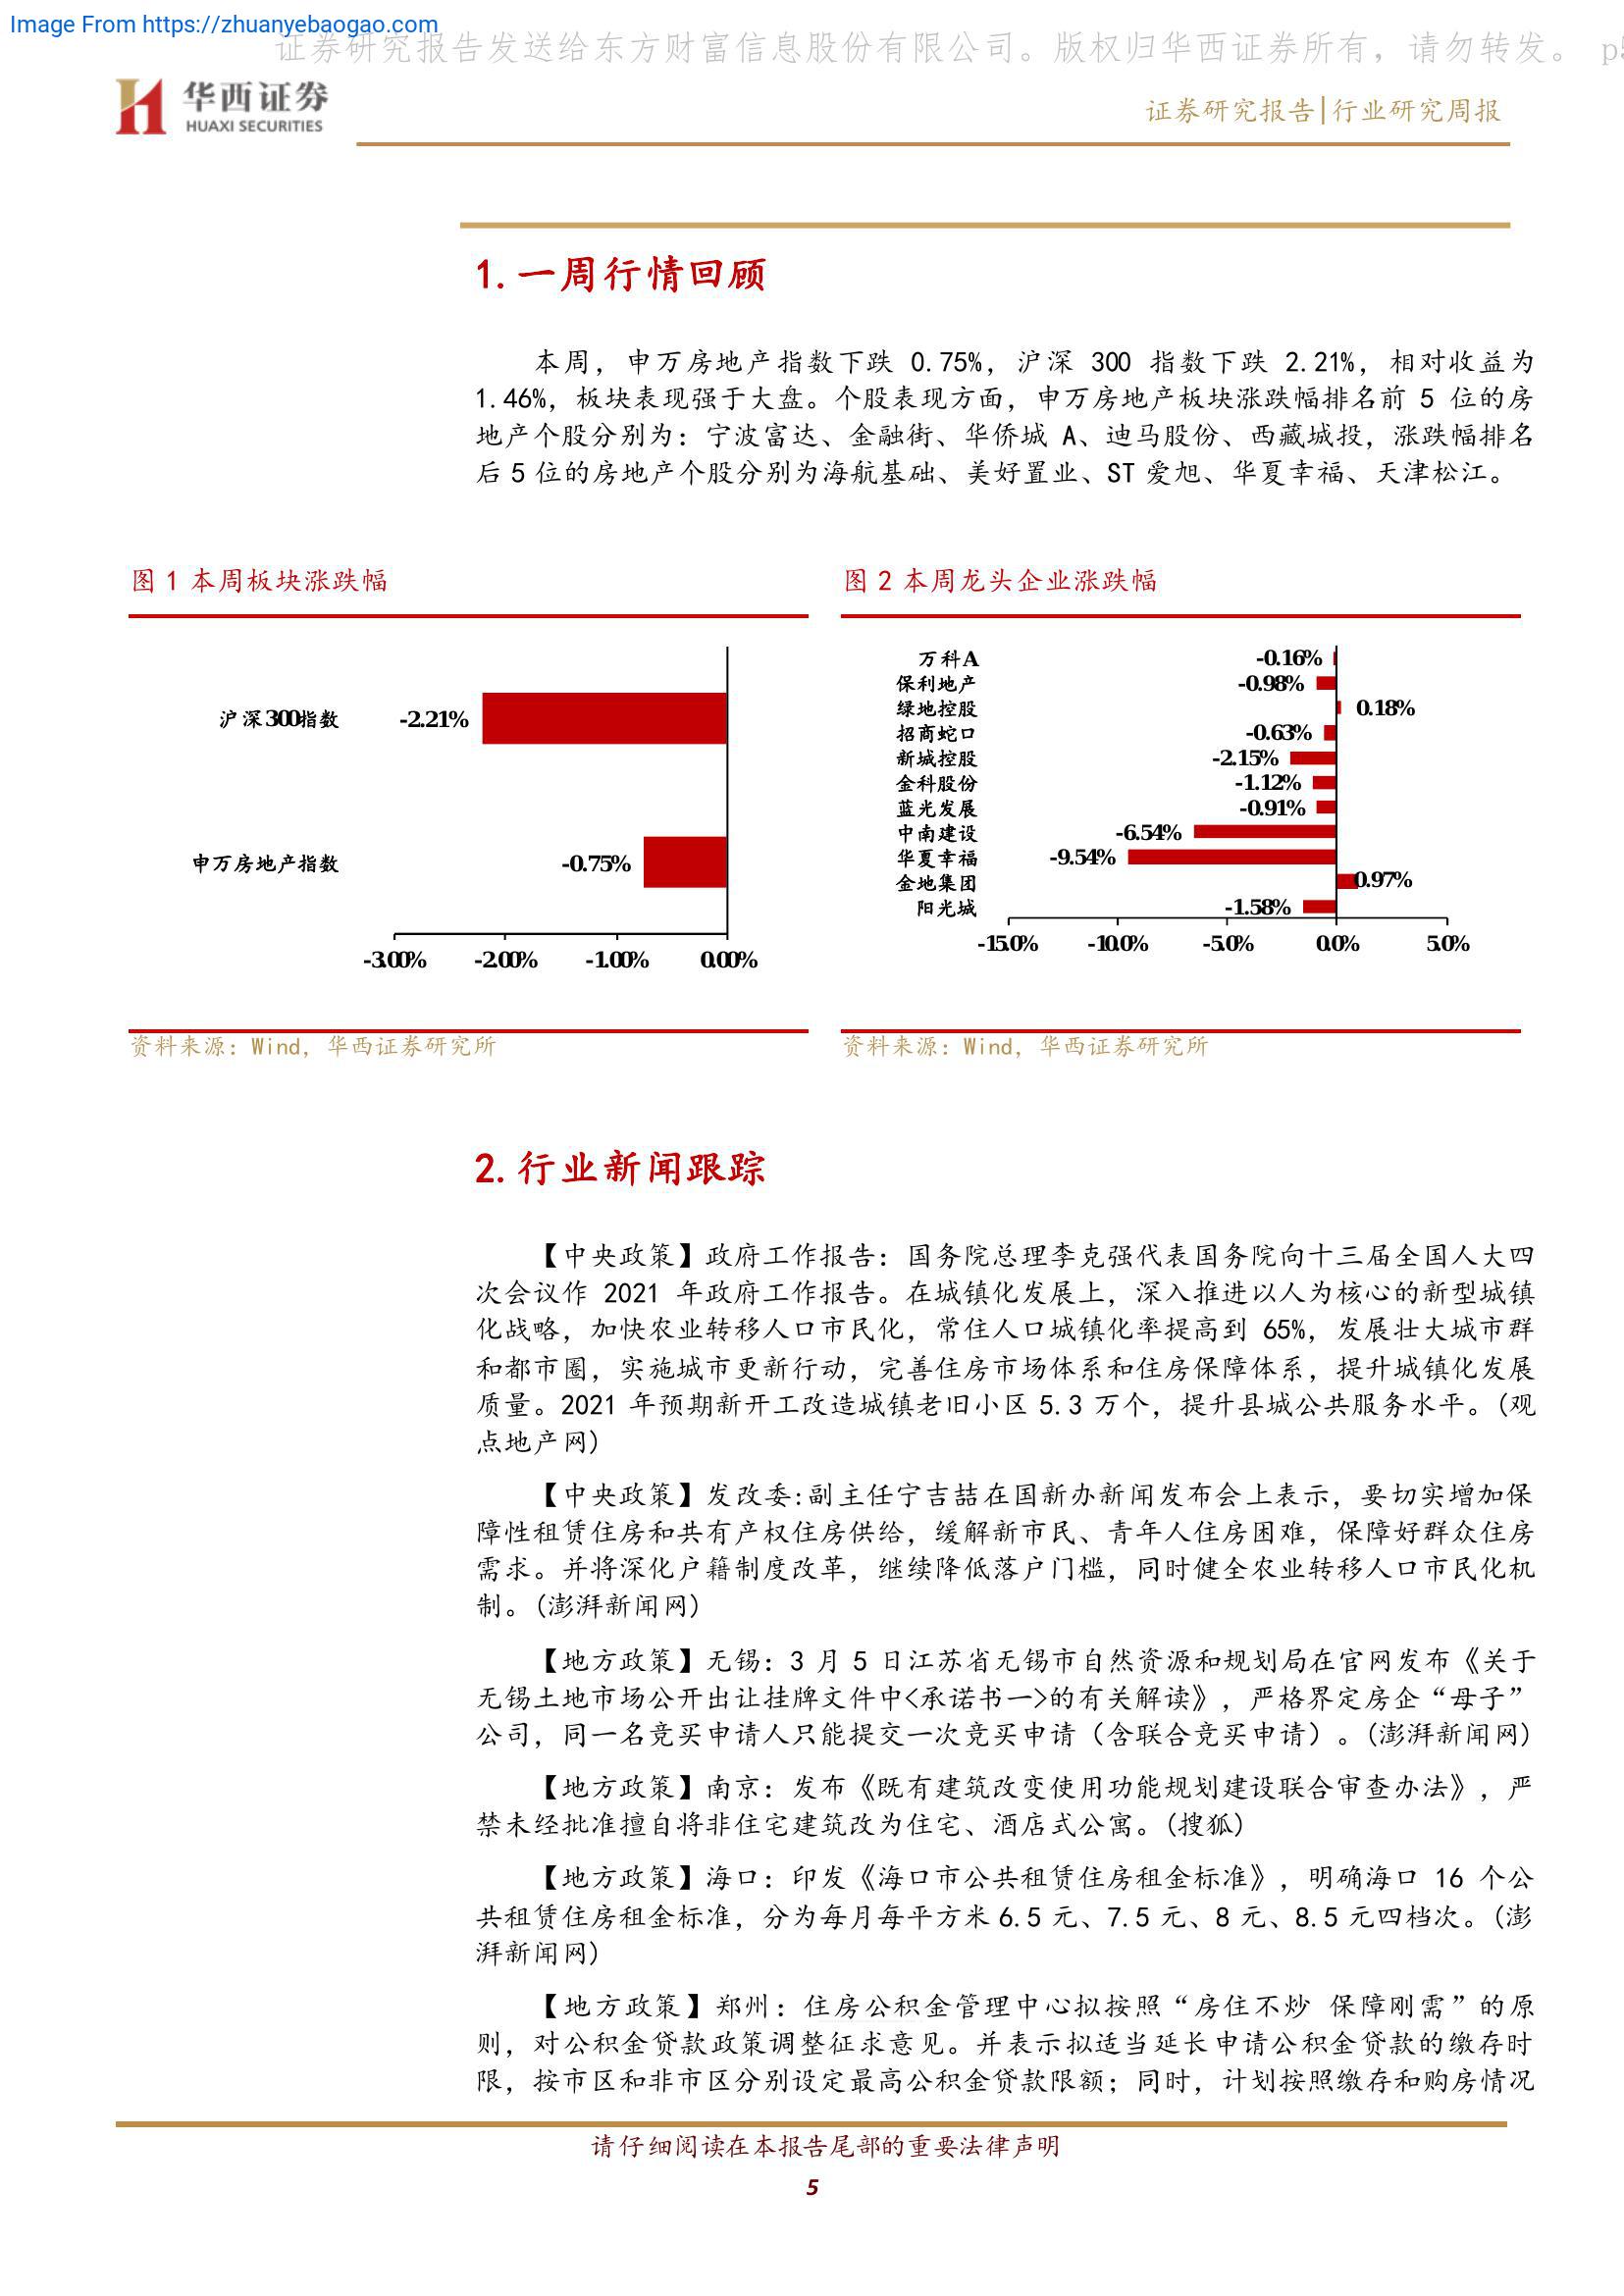 Image From https://zhuanyebaogao.com
证券研究报告发送给东方财富信息股份有限公司。版权归华西证券所有，请勿转发。 p5
华西证券
HUAXI SECURITIES
证券研究报告|行业研究周报
1.一周行情回顾
本周，申万房地产指数下跌 0.75%，沪深 300 指数下跌 2.21%，相对收益为
1.46%，板块表现强于大盘。个股表现方面，申万房地产板块涨跌幅排名前 5 位的房
地产个股分别为：宁波富达、金融街、华侨城 A、迪马股份、西藏城投，涨跌幅排名
后 5 位的房地产个股分别为海航基础、美好置业、ST 爱旭、华夏幸福、天津松江。
图 1 本周板块涨跌幅
沪深300指数 -2.21%
申万房地产指数 -0.75%
-3.00% -2.00% -1.00% 0.00%
资料来源：Wind，华西证券研究所
图 2 本周龙头企业涨跌幅
万科A -0.16%
保利地产 -0.98%
绿地控股 0.18%
招商蛇口 -0.63%
新城控股 -2.15%
金科股份 -1.12%
蓝光发展 -0.91%
中南建设 -6.54%
华夏幸福 -9.54%
金地集团 0.97%
阳光城 -1.58%
-15.0% -10.0% -5.0% 0.0% 5.0%
资料来源：Wind，华西证券研究所
2.行业新闻跟踪
【中央政策】政府工作报告：国务院总理李克强代表国务院向十三届全国人大四
次会议作 2021 年政府工作报告。在城镇化发展上，深入推进以人为核心的新型城镇
化战略，加快农业转移人口市民化，常住人口城镇化率提高到 65%，发展壮大城市群
和都市圈，实施城市更新行动，完善住房市场体系和住房保障体系，提升城镇化发展
质量。2021 年预期新开工改造城镇老旧小区 5.3 万个，提升县城公共服务水平。(观
点地产网)
【中央政策】发改委:副主任宁吉喆在国新办新闻发布会上表示，要切实增加保
障性租赁住房和共有产权住房供给，缓解新市民、青年人住房困难，保障好群众住房
需求。并将深化户籍制度改革，继续降低落户门槛，同时健全农业转移人口市民化机
制。(澎湃新闻网)
【地方政策】无锡：3 月 5 日江苏省无锡市自然资源和规划局在官网发布《关于
无锡土地市场公开出让挂牌文件中<承诺书一>的有关解读》，严格界定房企“母子”
公司，同一名竞买申请人只能提交一次竞买申请（含联合竞买申请）。(澎湃新闻网)
【地方政策】南京：发布《既有建筑改变使用功能规划建设联合审查办法》，严
禁未经批准擅自将非住宅建筑改为住宅、酒店式公寓。(搜狐)
【地方政策】海口：印发《海口市公共租赁住房租金标准》，明确海口 16 个公
共租赁住房租金标准，分为每月每平方米 6.5 元、7.5 元、8 元、8.5 元四档次。(澎
湃新闻网)
【地方政策】郑州：住房公积金管理中心拟按照“房住不炒 保障刚需”的原
则，对公积金贷款政策调整征求意见。并表示拟适当延长申请公积金贷款的缴存时
限，按市区和非市区分别设定最高公积金贷款限额；同时，计划按照缴存和购房情况
请仔细阅读在本报告尾部的重要法律声明
5